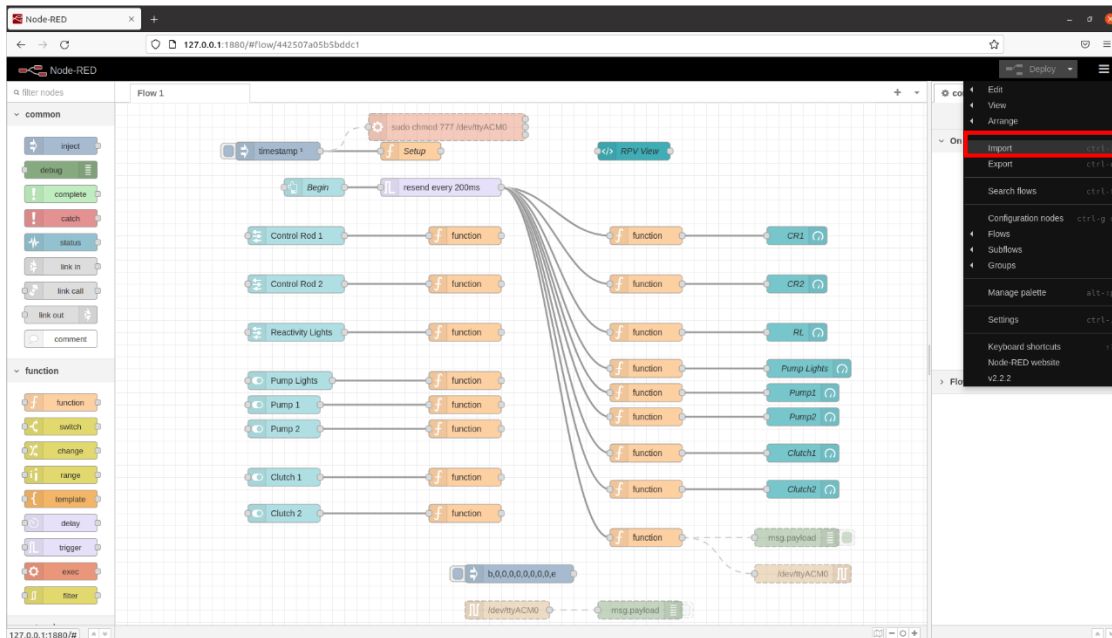 Node-RED
127.0.0.1:1880/#flow/442507a05b5bddc1
Node-RED
Deploy
filter nodes
Flow 1
common
inject
debug
complete
catch
status
link in
link call
link out
comment
function
function
switch
change
range
template
delay
trigger
exec
filter
sudo chmod 777 /dev/ttyACM0
timestamp ¹
Setup
RPV View
Begin
resend every 200ms
Control Rod 1
function
function
CR1
Control Rod 2
function
function
CR2
Reactivity Lights
function
function
RL
function
Pump Lights
Pump Lights
function
function
Pump1
Pump 1
function
function
Pump2
Pump 2
function
function
Clutch1
Clutch 1
function
function
Clutch2
Clutch 2
function
function
msg.payload
b,0,0,0,0,0,0,0,0,e
/dev/ttyACM0
/dev/ttyACM0
msg.payload
Edit
View
Arrange
Import
Export
Search flows
Configuration nodes
Flows
Subflows
Groups
Manage palette
Settings
Keyboard shortcuts
Node-RED website
v2.2.2
127.0.0.1:1880/#